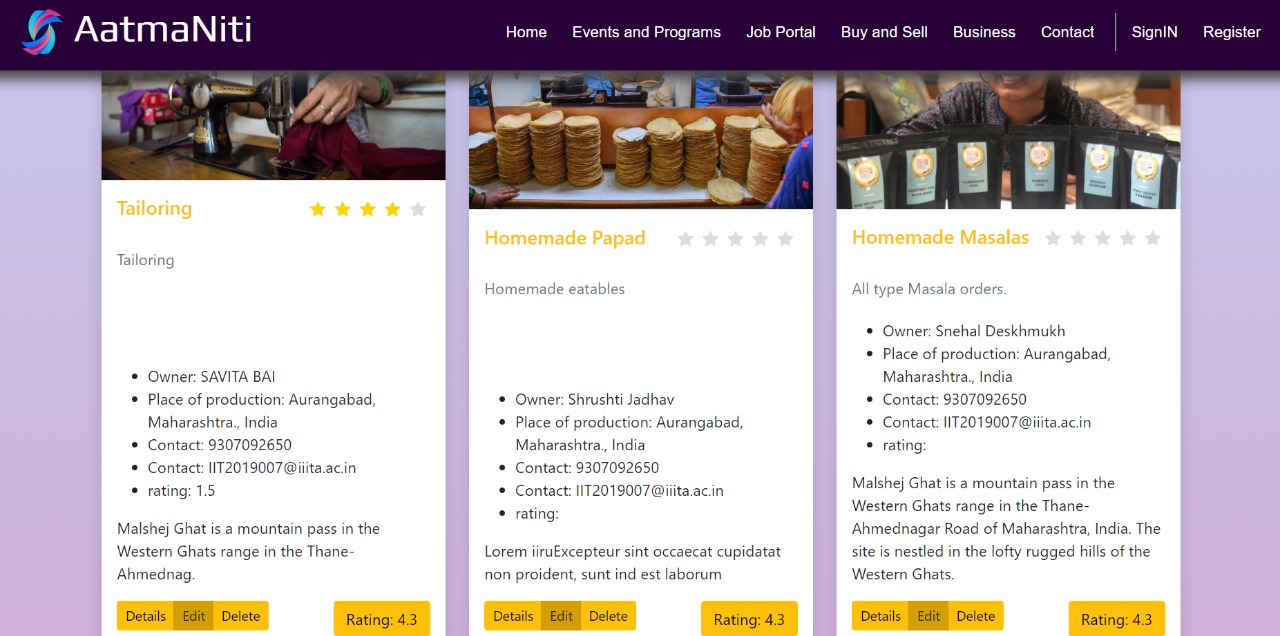 AatmaNiti
Home Events and Programs Job Portal Buy and Sell Business Contact SignIN Register
Tailoring
Tailoring
Owner: SAVITA BAI
Place of production: Aurangabad,
Maharashtra., India
Contact: 9307092650
Contact: IIT2019007@iiita.ac.in
rating: 1.5
Malshej Ghat is a mountain pass in the
Western Ghats range in the Thane-
Ahmednag.
Details Edit Delete
Rating: 4.3
Homemade Papad
Homemade eatables
Owner: Shrushti Jadhav
Place of production: Aurangabad,
Maharashtra., India
Contact: 9307092650
Contact: IIT2019007@iiita.ac.in
rating:
Lorem iiruExcepteur sint occaecat cupidatat
non proident, sunt ind est laborum
Details Edit Delete
Rating: 4.3
Homemade Masalas
All type Masala orders.
Owner: Snehal Deskhmukh
Place of production: Aurangabad,
Maharashtra., India
Contact: 9307092650
Contact: IIT2019007@iiita.ac.in
rating:
Malshej Ghat is a mountain pass in the
Western Ghats range in the Thane-
Ahmednagar Road of Maharashtra, India. The
site is nestled in the lofty rugged hills of the
Western Ghats.
Details Edit Delete
Rating: 4.3